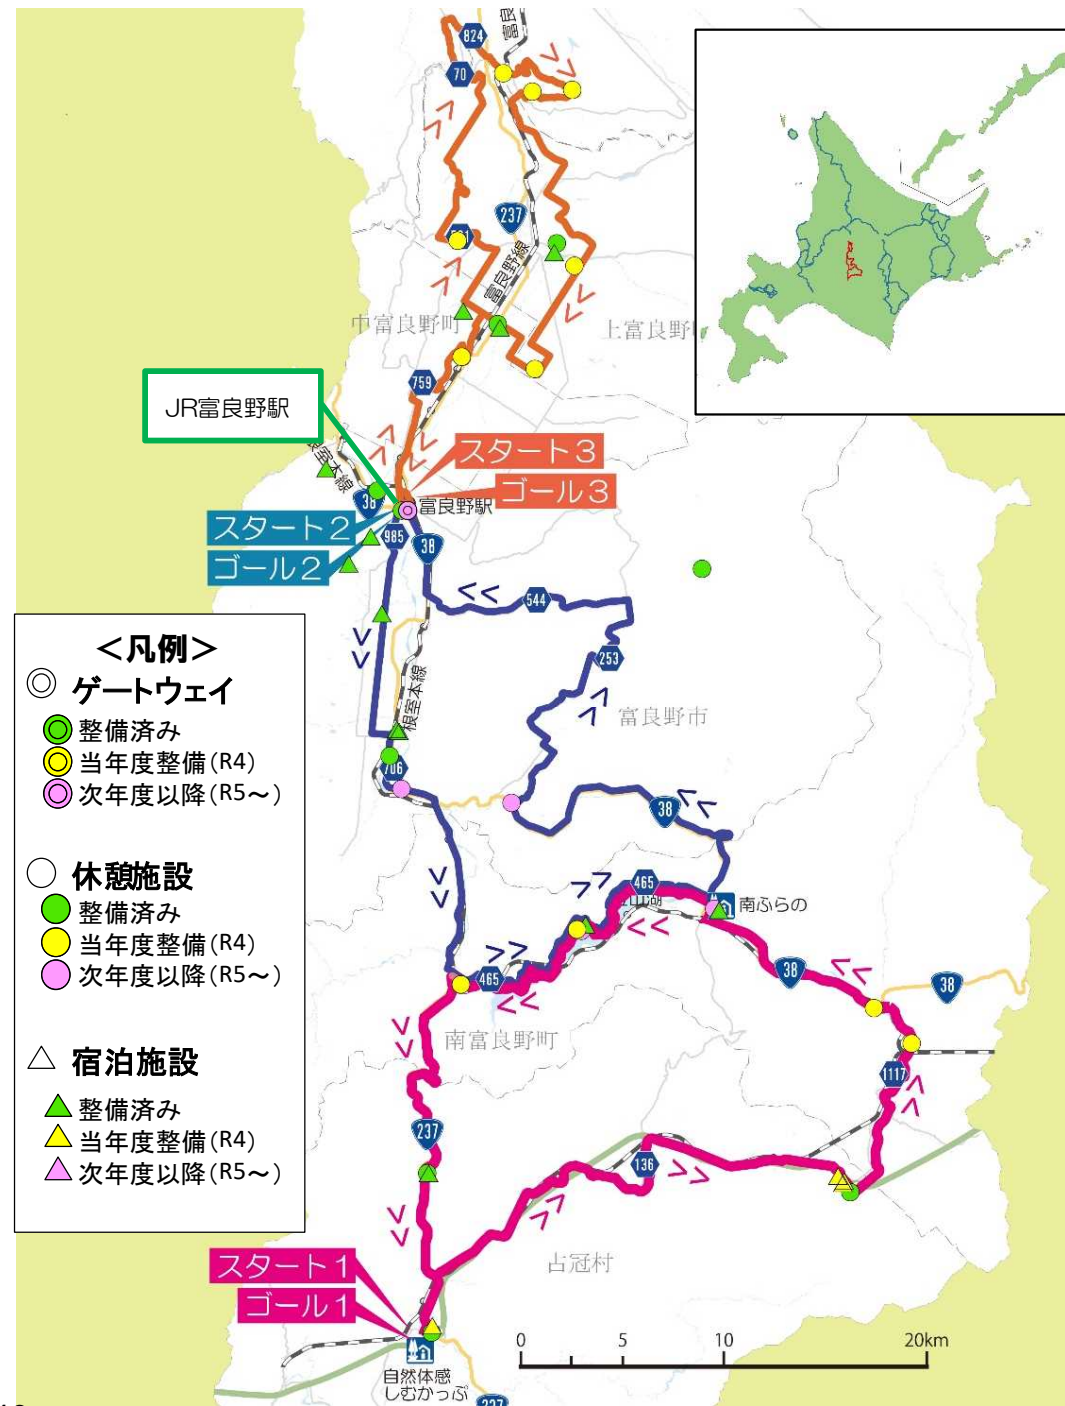 富良
824
70
237
581
富良野線
中富良野町
上富良野町
759
JR富良野駅
スタート3
ゴール3
根室本線
38
富良野駅
スタート2
ゴール2
985
38
544
253
富良野市
根室本線
706
38
465
南ふらの
465
38
38
南富良野町
1117
237
136
占冠村
スタート1
ゴール1
自然体感
しむかっぷ
237
0 5 10 20km
<凡例>
ゲートウェイ
整備済み
当年度整備(R4)
次年度以降(R5~)
休憩施設
整備済み
当年度整備(R4)
次年度以降(R5~)
宿泊施設
整備済み
当年度整備(R4)
次年度以降(R5~)